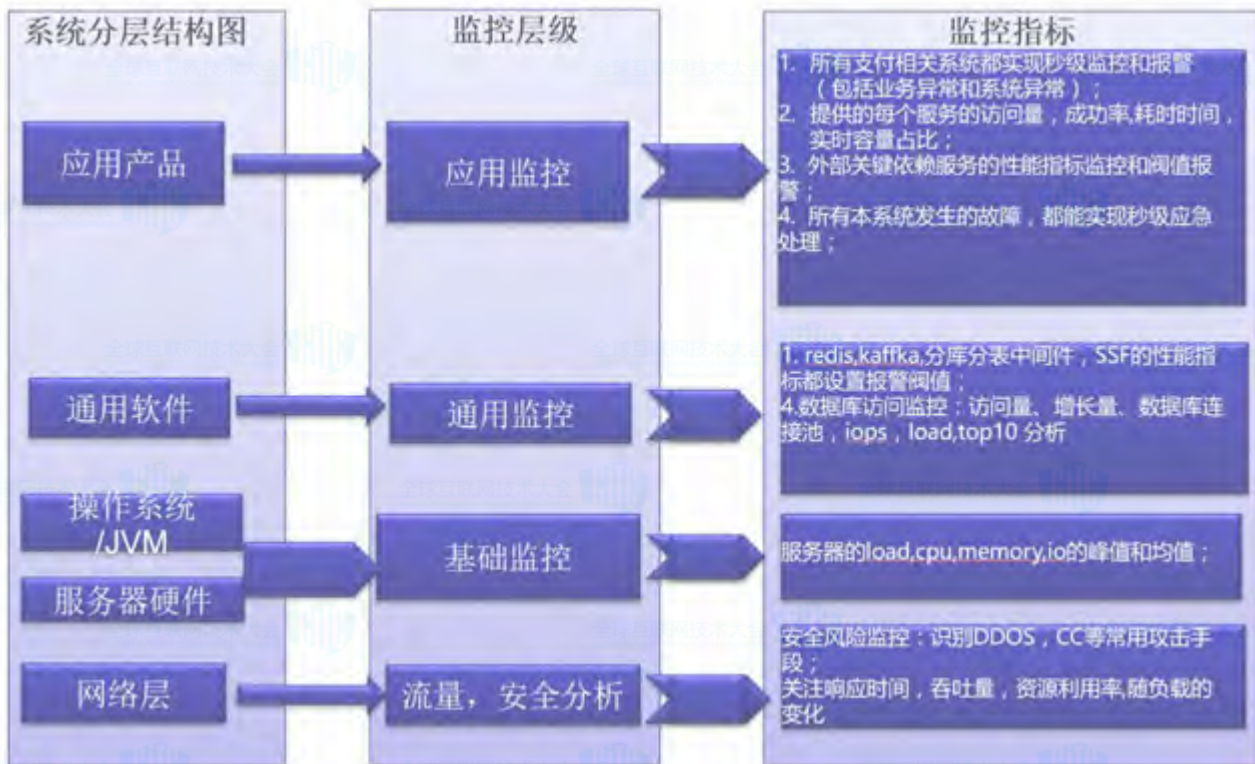 系统分层结构图
监控层级
监控指标
应用产品
应用监控
1. 所有支付相关系统都实现秒级监控和报警
（包括业务异常和系统异常）；
2. 提供的每个服务的访问量，成功率,耗时时间，
实时容量占比；
3. 外部关键依赖服务的性能指标监控和阀值报
警；
4. 所有本系统发生的故障，都能实现秒级应急
处理；
通用软件
通用监控
1. redis,kaffka,分库分表中间件，SSF的性能指
标都设置报警阀值；
4.数据库访问监控：访问量、增长量、数据库连
接池，iops，load,top10 分析
操作系统
/JVM
服务器硬件
基础监控
服务器的load,cpu,memory,io的峰值和均值；
网络层
流量，安全分析
安全风险监控：识别DDOS，CC等常用攻击手
段；
关注响应时间，吞吐量，资源利用率,随负载的
变化
全球互联网技术大会